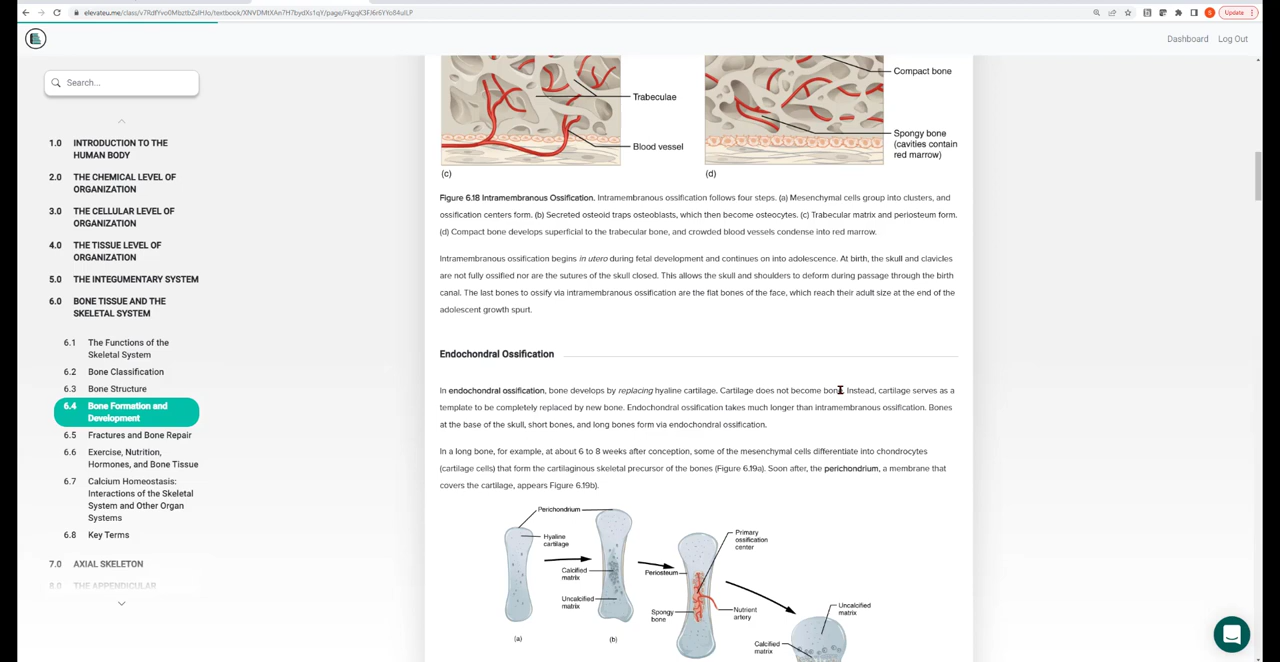 elevateu.me/class/v7RdfYvo0MbztbZslHJo/textbook/XNVDMtXAn7H7bydXs1qY/page/FkgqK3FJ6r6YYo84ulLP
Update
Dashboard
Log Out
Search...
1.0 INTRODUCTION TO THE
HUMAN BODY
2.0 THE CHEMICAL LEVEL OF
ORGANIZATION
3.0 THE CELLULAR LEVEL OF
ORGANIZATION
4.0 THE TISSUE LEVEL OF
ORGANIZATION
5.0 THE INTEGUMENTARY SYSTEM
6.0 BONE TISSUE AND THE
SKELETAL SYSTEM
6.1 The Functions of the
Skeletal System
6.2 Bone Classification
6.3 Bone Structure
6.4 Bone Formation and
Development
6.5 Fractures and Bone Repair
6.6 Exercise, Nutrition,
Hormones, and Bone Tissue
6.7 Calcium Homeostasis:
Interactions of the Skeletal
System and Other Organ
Systems
6.8 Key Terms
7.0 AXIAL SKELETON
8.0 THE APPENDICULAR
Trabeculae
Blood vessel
(c)
Compact bone
Spongy bone
(cavities contain
red marrow)
(d)
Figure 6.18 Intramembranous Ossification. Intramembranous ossification follows four steps. (a) Mesenchymal cells group into clusters, and
ossification centers form. (b) Secreted osteoid traps osteoblasts, which then become osteocytes. (c) Trabecular matrix and periosteum form.
(d) Compact bone develops superficial to the trabecular bone, and crowded blood vessels condense into red marrow.
Intramembranous ossification begins in utero during fetal development and continues on into adolescence. At birth, the skull and clavicles
are not fully ossified nor are the sutures of the skull closed. This allows the skull and shoulders to deform during passage through the birth
canal. The last bones to ossify via intramembranous ossification are the flat bones of the face, which reach their adult size at the end of the
adolescent growth spurt.
Endochondral Ossification
In endochondral ossification, bone develops by replacing hyaline cartilage. Cartilage does not become bone. Instead, cartilage serves as a
template to be completely replaced by new bone. Endochondral ossification takes much longer than intramembranous ossification. Bones
at the base of the skull, short bones, and long bones form via endochondral ossification.
In a long bone, for example, at about 6 to 8 weeks after conception, some of the mesenchymal cells differentiate into chondrocytes
(cartilage cells) that form the cartilaginous skeletal precursor of the bones (Figure 6.19a). Soon after, the perichondrium, a membrane that
covers the cartilage, appears Figure 6.19b).
Perichondrium
Hyaline
cartilage
Calcified
matrix
Uncalcified
matrix
(a)
(b)
Periosteum
Spongy
bone
Primary
ossification
center
Nutrient
artery
Uncalcified
matrix
Calcified
matrix